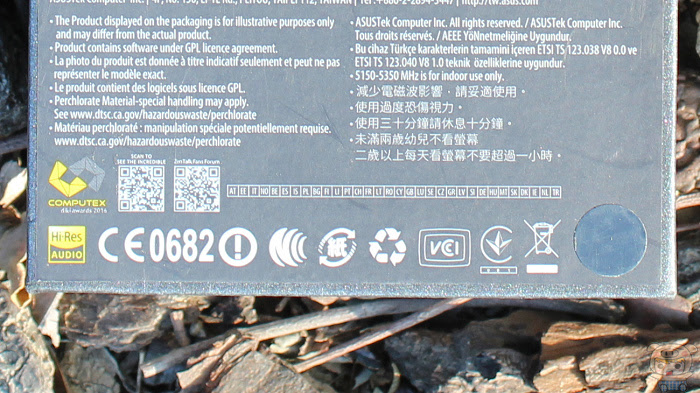 • The Product displayed on the packaging is for illustrative purposes only
and may differ from the actual product.
• Product contains software under GPL licence agreement.
• La photo du produit est donnée à titre indicatif seulement et peut ne pas
représenter le modèle exact.
• Le produit contient des logiciels sous licence GPL.
• Perchlorate Material-special handling may apply.
See www.dtsc.ca.gov/hazardouswaste/perchlorate
• Matériau perchloraté : manipulation spéciale potentiellement requise.
www.dtsc.ca.gov/hazardouswaste/perchlorate
• ASUSTek Computer Inc. All rights reserved. / ASUSTek Computer Inc.
Tous droits réservés. / AEEE YöNnetmeliğine Uygundur.
• Bu cihaz Türkçe karakterlerin tamamini içeren ETSI TS 123.038 V8 0.0 ve
ETSI TS 123.040 V8 1.0 teknik özelliklerine uygundur.
• 5150-5350 MHz is for indoor use only.
• 減少電磁波影響，請妥適使用。
• 使用過度恐傷視力。
• 使用三十分鐘請休息十分鐘。
• 未滿兩歲幼兒不看螢幕
二歲以上每天看螢幕不要超過一小時。
SCAN TO
SEE THE INCREDIBLE
ZenTalk Fans Forum
COMPUTEX
d&i awards 2016
AT EE IT NO BE ES IS PL BG FI LI PT CH FR LT RO CY GB LU SE CZ GR LV SI DE HU MT SK DK IE NL TR
Hi-Res
AUDIO
CE0682
紙
VCI